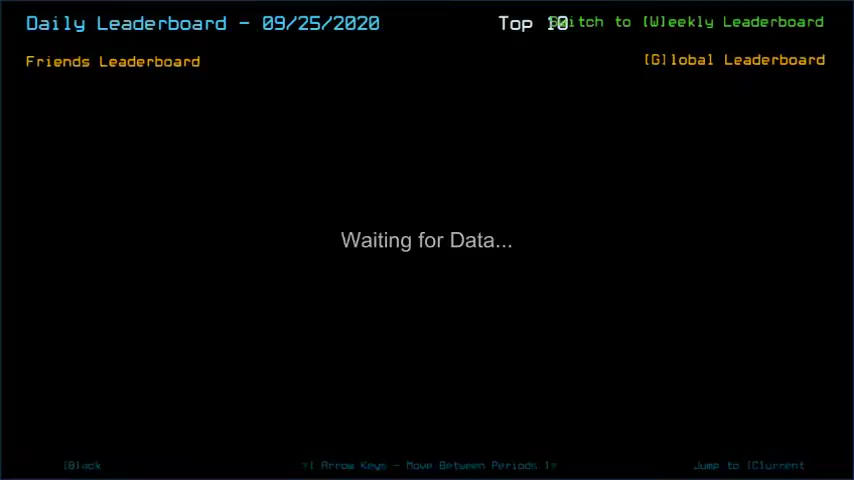 Daily Leaderboard - 09/25/2020
Top 10
Switch to [W]eekly Leaderboard
Friends Leaderboard
[G]lobal Leaderboard
Waiting for Data...
[B]ack
[ Arrow Keys - Move Between Periods ]
Jump to [C]urrent